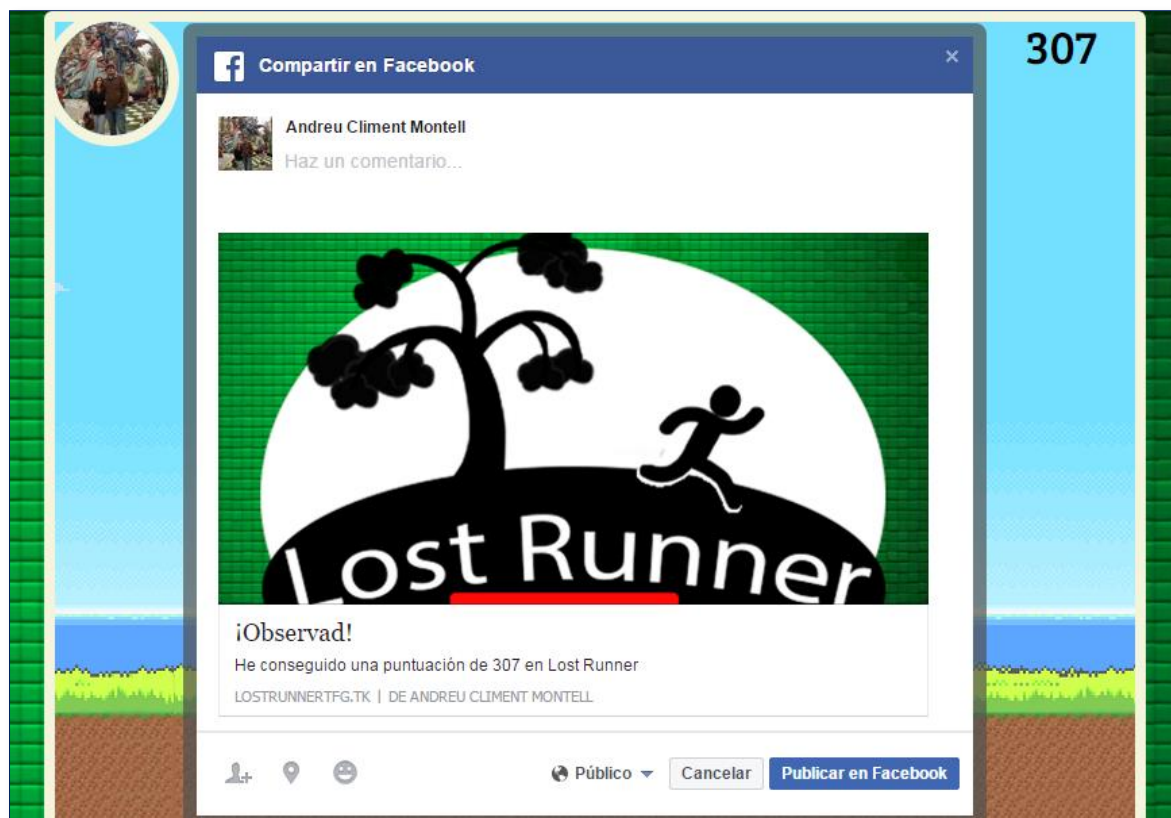 307
Compartir en Facebook
Andreu Climent Montell
Haz un comentario...
Lost Runner
¡Observad!
He conseguido una puntuación de 307 en Lost Runner
LOSTRUNNERTFG.TK | DE ANDREU CLIMENT MONTELL
Público
Cancelar
Publicar en Facebook